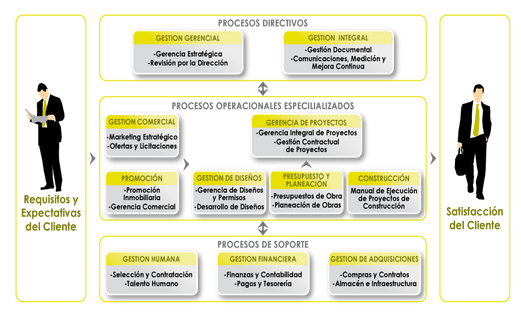 PROCESOS DIRECTIVOS
GESTION GERENCIAL
-Gerencia Estratégica
-Revisión por la Dirección
GESTION INTEGRAL
-Gestión Documental
-Comunicaciones, Medición y
Mejora Continua
Requisitos y
Expectativas
del Cliente
PROCESOS OPERACIONALES ESPECILIALIZADOS
GESTION COMERCIAL
-Marketing Estratégico
-Ofertas y Licitaciones
GERENCIA DE PROYECTOS
-Gerencia Integral de Proyectos
-Gestión Contractual
de Proyectos
PROMOCIÓN
-Promoción
Inmobiliaria
-Gerencia Comercial
GESTION DE DISEÑOS
-Gerencia de Diseños
y Permisos
-Desarrollo de Diseños
PRESUPUESTO Y
PLANEACIÓN
-Presupuestos de Obra
-Planeación de Obras
CONSTRUCCIÓN
Manual de Ejecución
de Proyectos de
Construcción
Satisfacción
del Cliente
PROCESOS DE SOPORTE
GESTION HUMANA
-Selección y Contratación
-Talento Humano
GESTION FINANCIERA
-Finanzas y Contabilidad
-Pagos y Tesorería
GESTION DE ADQUISICIONES
-Compras y Contratos
-Almacén e Infraestructura